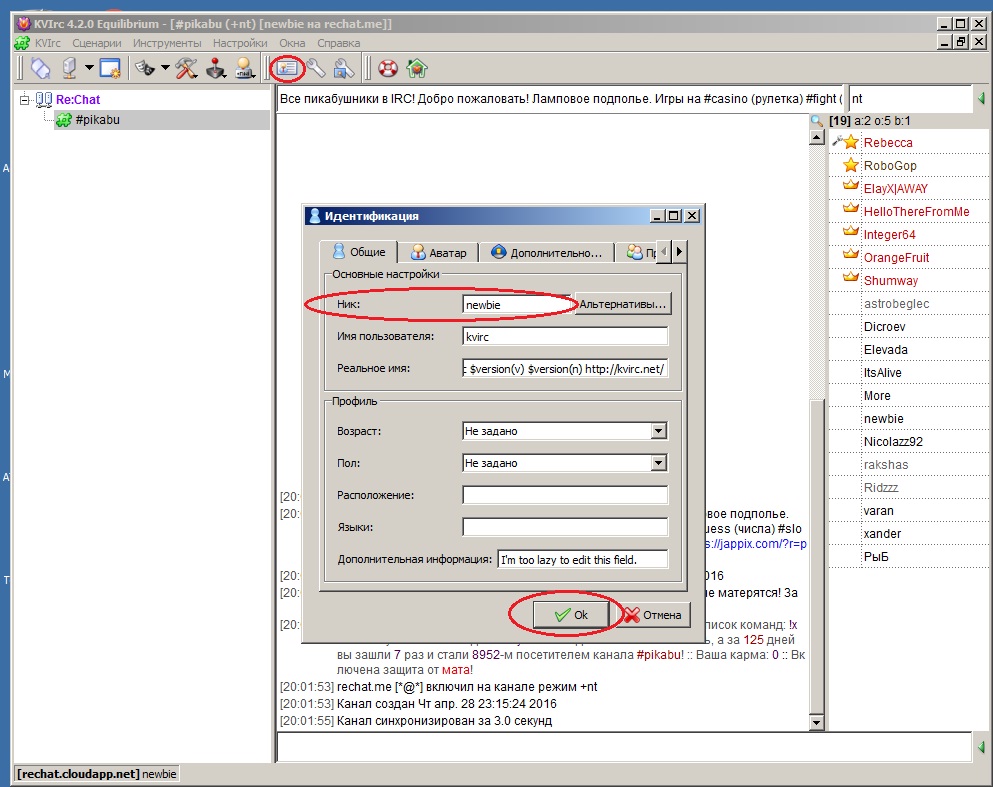 KVIrc 4.2.0 Equilibrium - [#pikabu (+nt) [newbie на rechat.me]]
KVIrc Сценарии Инструменты Настройки Окна Справка
Re:Chat
#pikabu
Все пикабушники в IRC! Добро пожаловать! Ламповое подполье. Игры на #casino (рулетка) #fight (
nt
[19] a:2 o:5 b:1
Rebecca
RoboGop
ElayX|AWAY
HelloThereFromMe
Integer64
OrangeFruit
Shumway
astrobeglec
Dicroev
Elevada
ItsAlive
More
newbie
Nicolazz92
rakshas
Ridzzz
varan
xander
РыБ
Идентификация
Общие Аватар Дополнительно... Пр
Основные настройки
Ник: newbie Альтернативы...
Имя пользователя: kvirc
Реальное имя: $version(v) $version(n) http://kvirc.net/
Профиль
Возраст: Не задано
Пол: Не задано
Расположение:
Языки:
Дополнительная информация: I'm too lazy to edit this field.
Ok Отмена
[20:
[20: вое подполье.
uess (числа) #slo
s://jappix.com/?r=p
[20: 016
[20: не матерятся! За
[20: писок команд: !x
ь, а за 125 дней
вы зашли 7 раз и стали 8952-м посетителем канала #pikabu! :: Ваша карма: 0 :: Вк
лючена защита от мата!
[20:01:53] rechat.me [*@*] включил на канале режим +nt
[20:01:53] Канал создан Чт апр. 28 23:15:24 2016
[20:01:55] Канал синхронизирован за 3.0 секунд
[rechat.cloudapp.net] newbie